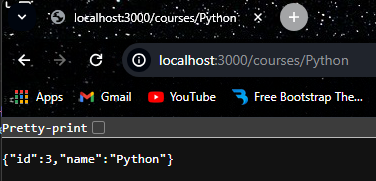 localhost:3000/courses/Python
localhost:3000/courses/Python
Apps Gmail YouTube Free Bootstrap The...
Pretty-print
{"id":3,"name":"Python"}